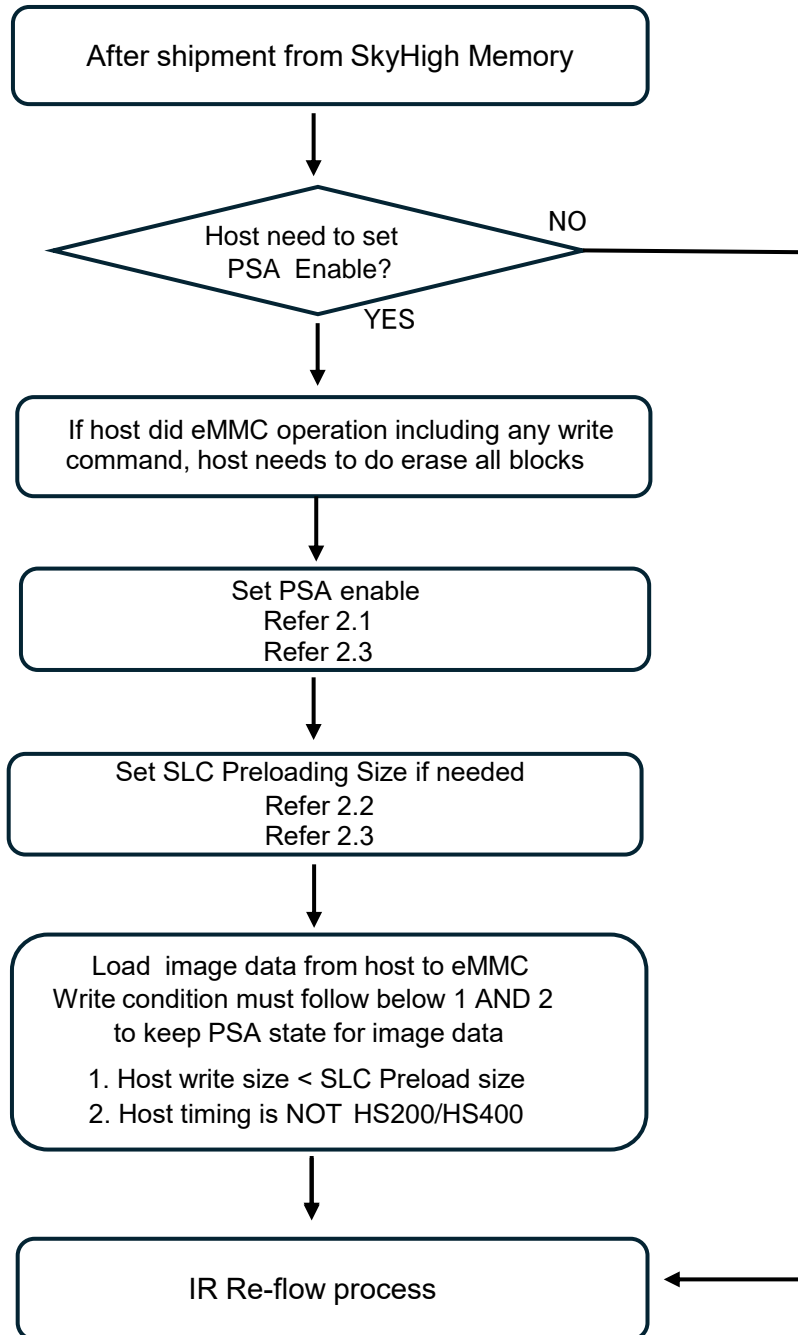 After shipment from SkyHigh Memory
Host need to set
PSA Enable?
NO
YES
If host did eMMC operation including any write
command, host needs to do erase all blocks
Set PSA enable
Refer 2.1
Refer 2.3
Set SLC Preloading Size if needed
Refer 2.2
Refer 2.3
Load image data from host to eMMC
Write condition must follow below 1 AND 2
to keep PSA state for image data
1. Host write size < SLC Preload size
2. Host timing is NOT HS200/HS400
IR Re-flow process